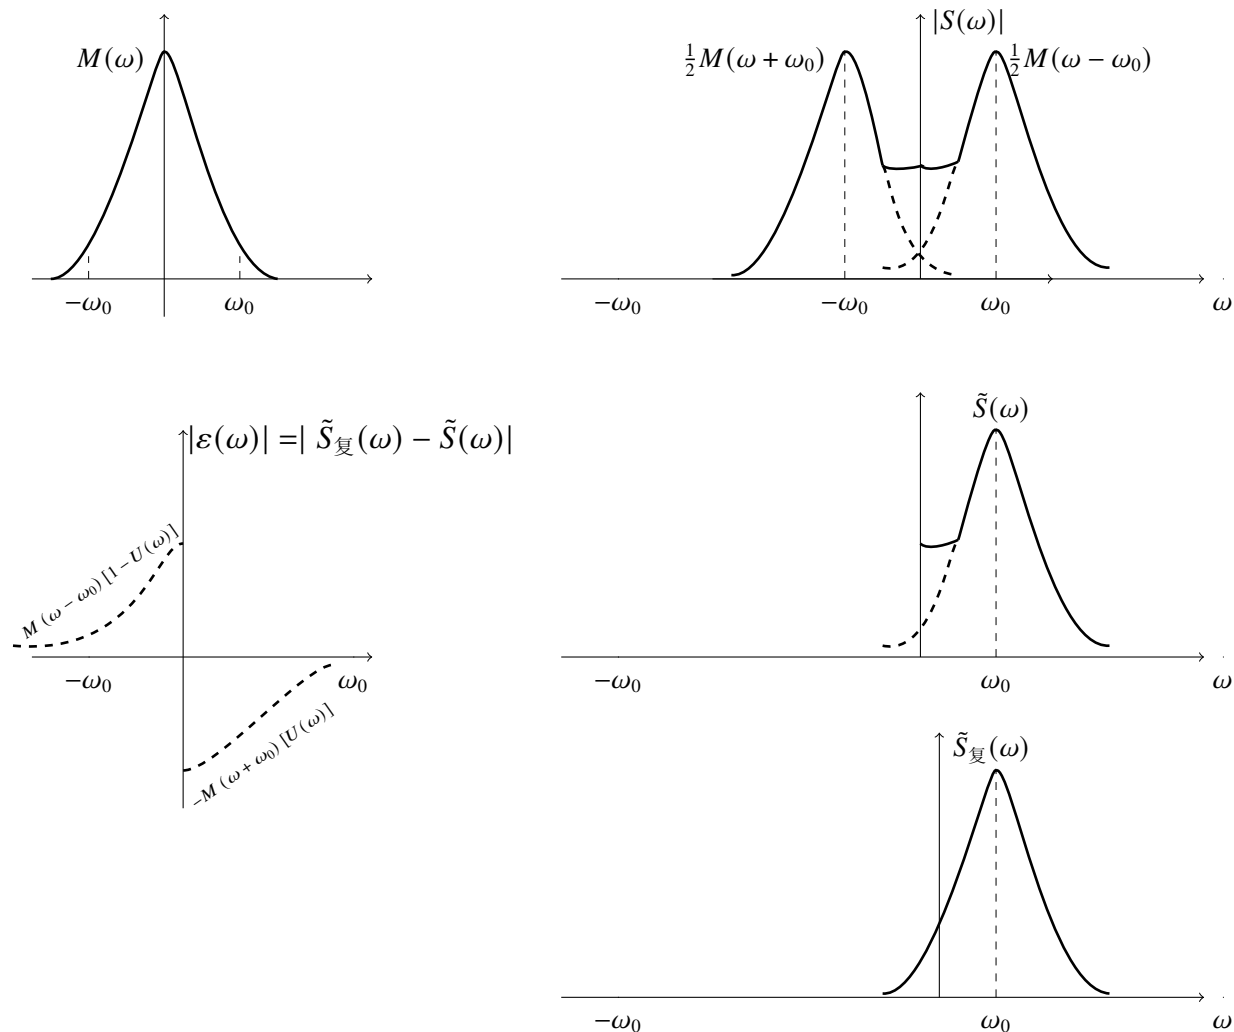 M(ω)
−ω₀
ω₀
|S(ω)|
½M(ω + ω₀)
½M(ω − ω₀)
−ω₀
−ω₀
ω₀
ω
|ε(ω)| =| S̃复(ω) − S̃(ω)|
M (ω − ω₀) [1 − U(ω)]
−ω₀
ω₀
−M (ω + ω₀) [U(ω)]
S̃(ω)
−ω₀
ω₀
ω
S̃复(ω)
−ω₀
ω₀
ω